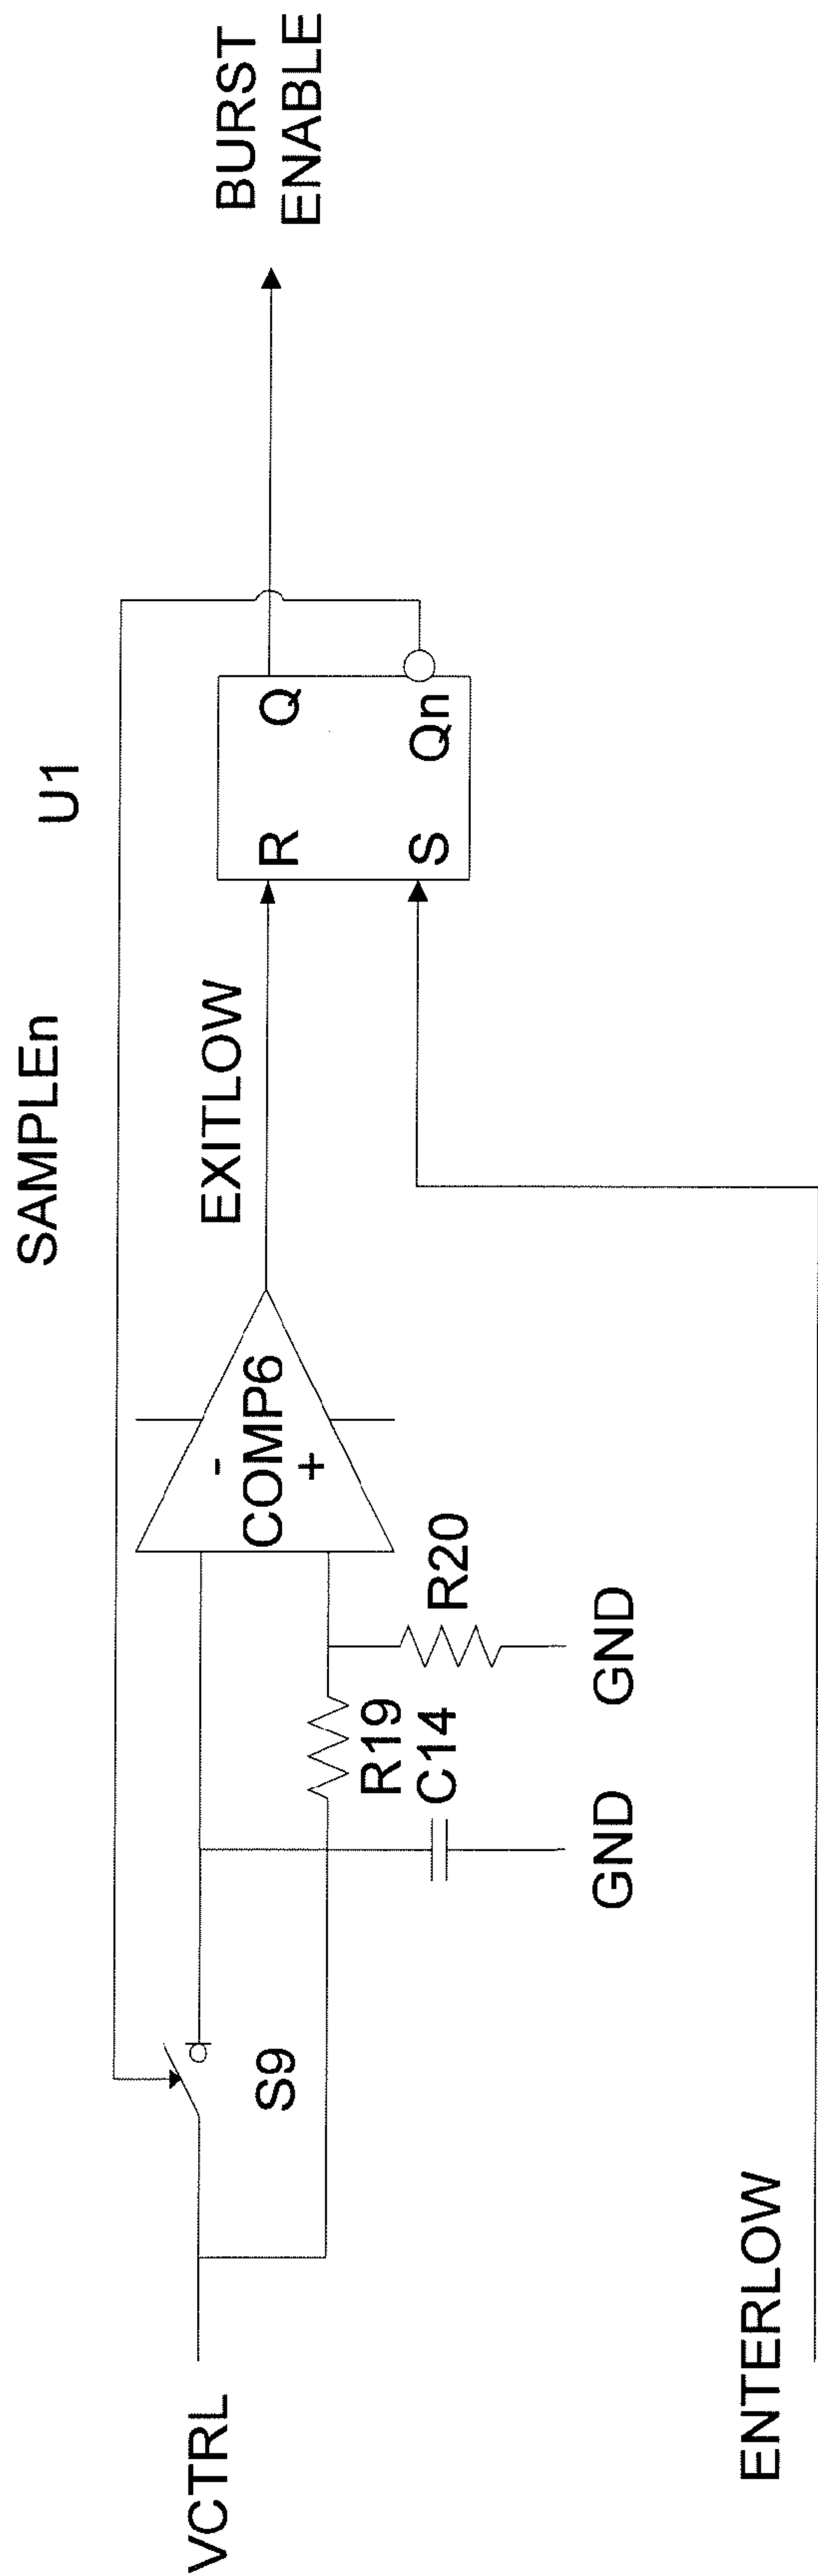 SAMPLEn
U1
BURST
ENABLE
VCTRL
S9
-
COMP6
+
EXITLOW
R
Q
S
Qn
R19
R20
C14
GND
GND
ENTERLOW